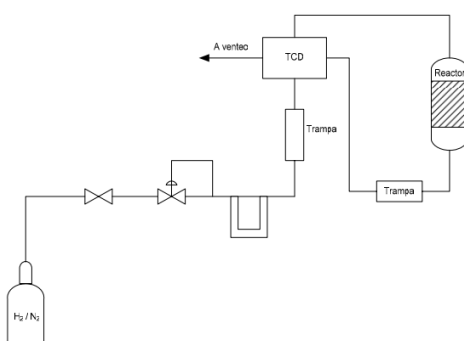 A venteo
TCD
Reactor
Trampa
Trampa
H₂ / N₂